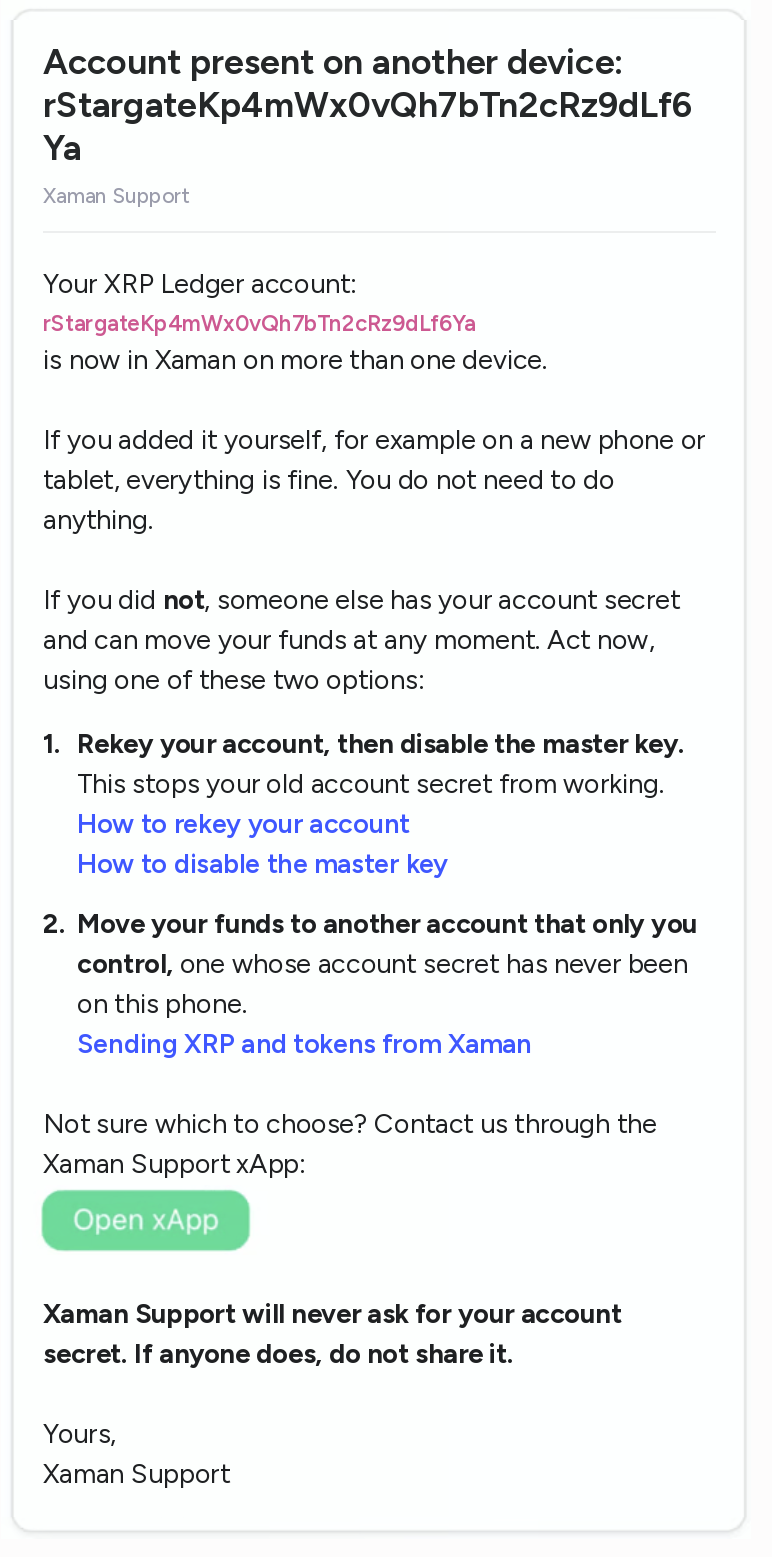 Account present on another device:
rStargateKp4mWx0vQh7bTn2cRz9dLf6
Ya
Xaman Support
Your XRP Ledger account:
rStargateKp4mWx0vQh7bTn2cRz9dLf6Ya
is now in Xaman on more than one device.
If you added it yourself, for example on a new phone or
tablet, everything is fine. You do not need to do
anything.
If you did not, someone else has your account secret
and can move your funds at any moment. Act now,
using one of these two options:
1. Rekey your account, then disable the master key.
This stops your old account secret from working.
How to rekey your account
How to disable the master key
2. Move your funds to another account that only you
control, one whose account secret has never been
on this phone.
Sending XRP and tokens from Xaman
Not sure which to choose? Contact us through the
Xaman Support xApp:
Open xApp
Xaman Support will never ask for your account
secret. If anyone does, do not share it.
Yours,
Xaman Support